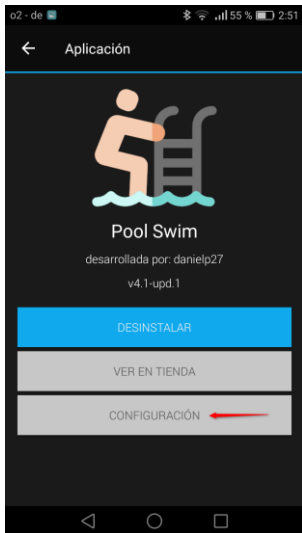 o2 - de 55 % 2:51
Aplicación
Pool Swim
desarrollada por: danielp27
v4.1-upd.1
DESINSTALAR
VER EN TIENDA
CONFIGURACIÓN